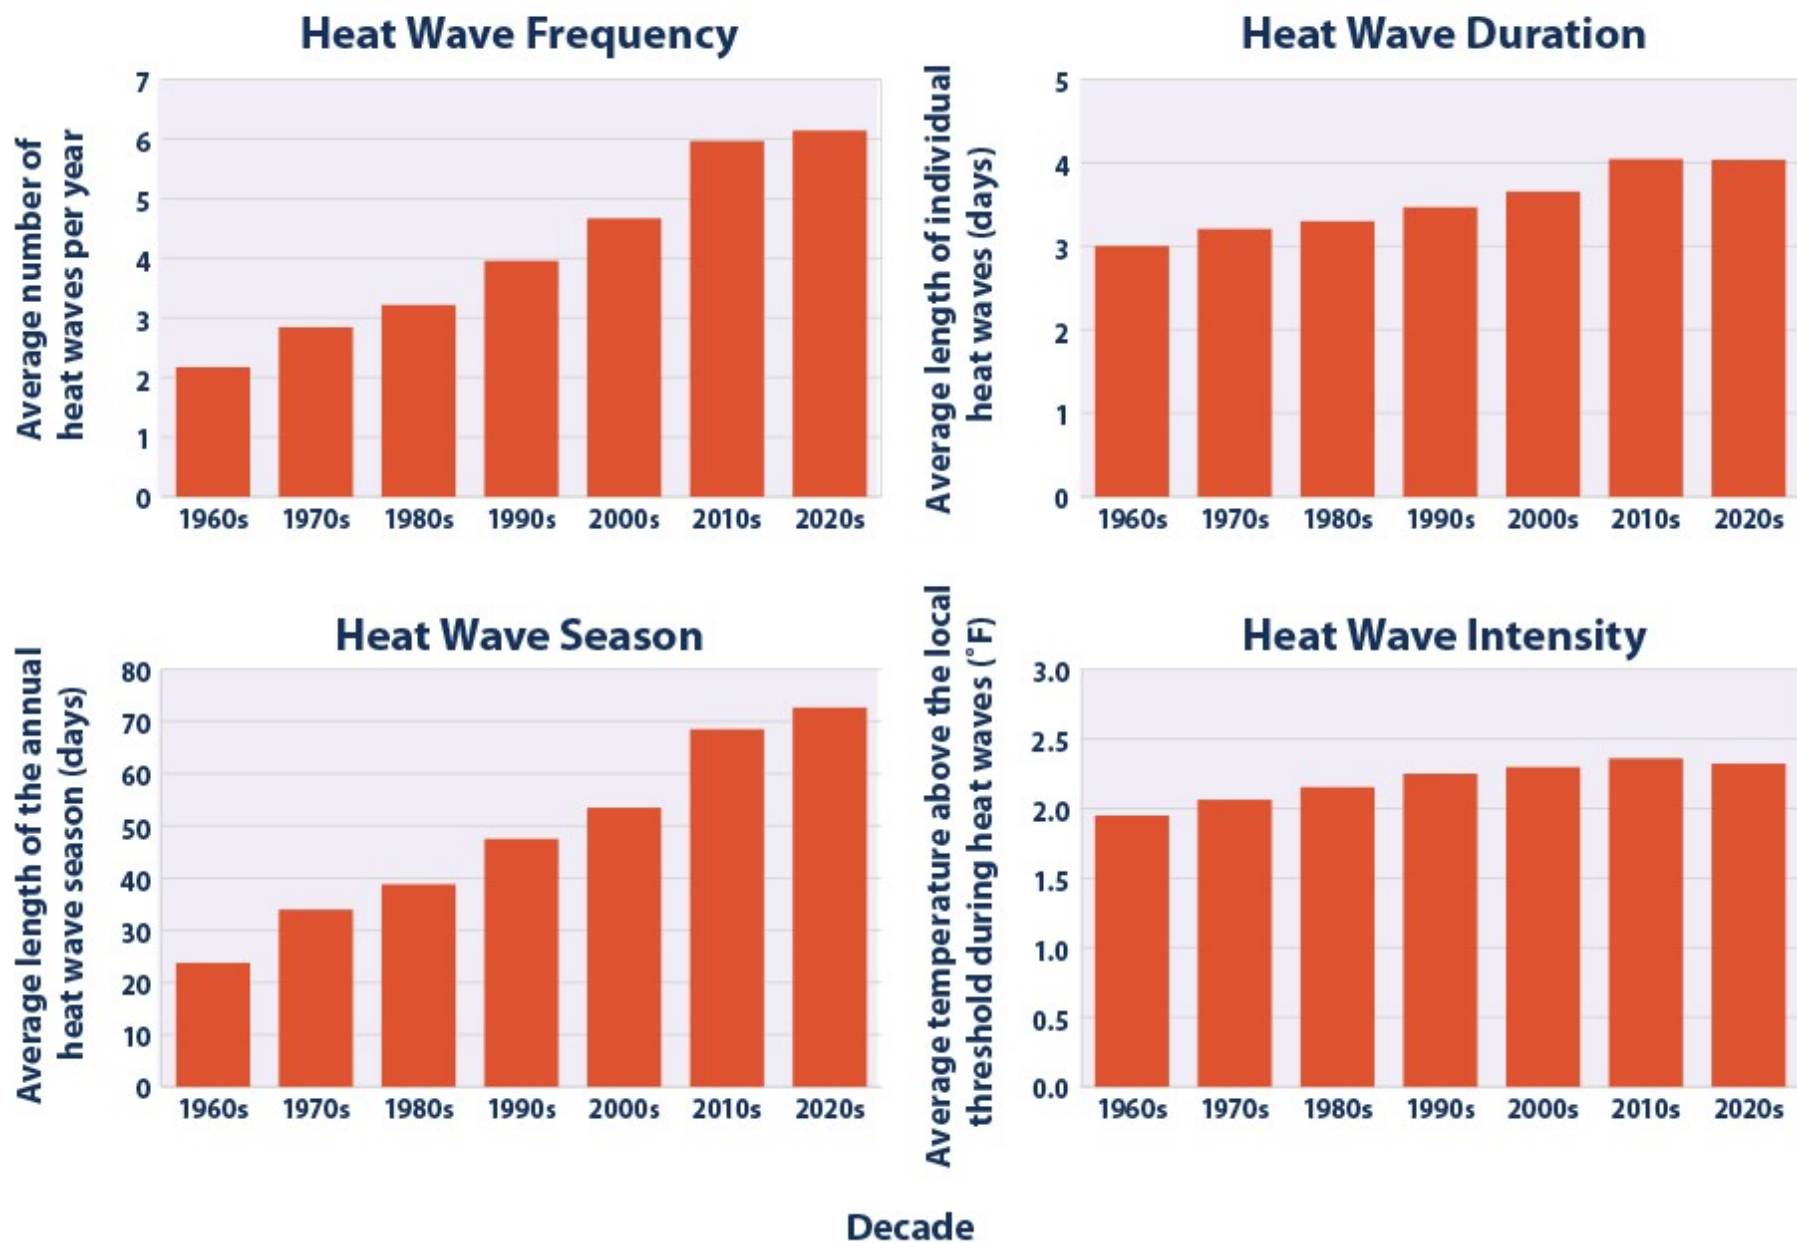 Heat Wave Frequency
Average number of
heat waves per year
7
6
5
4
3
2
1
0
1960s 1970s 1980s 1990s 2000s 2010s 2020s
Heat Wave Duration
Average length of individual
heat waves (days)
5
4
3
2
1
0
1960s 1970s 1980s 1990s 2000s 2010s 2020s
Heat Wave Season
Average length of the annual
heat wave season (days)
80
70
60
50
40
30
20
10
0
1960s 1970s 1980s 1990s 2000s 2010s 2020s
Heat Wave Intensity
Average temperature above the local
threshold during heat waves (˚F)
3.0
2.5
2.0
1.5
1.0
0.5
0.0
1960s 1970s 1980s 1990s 2000s 2010s 2020s
Decade